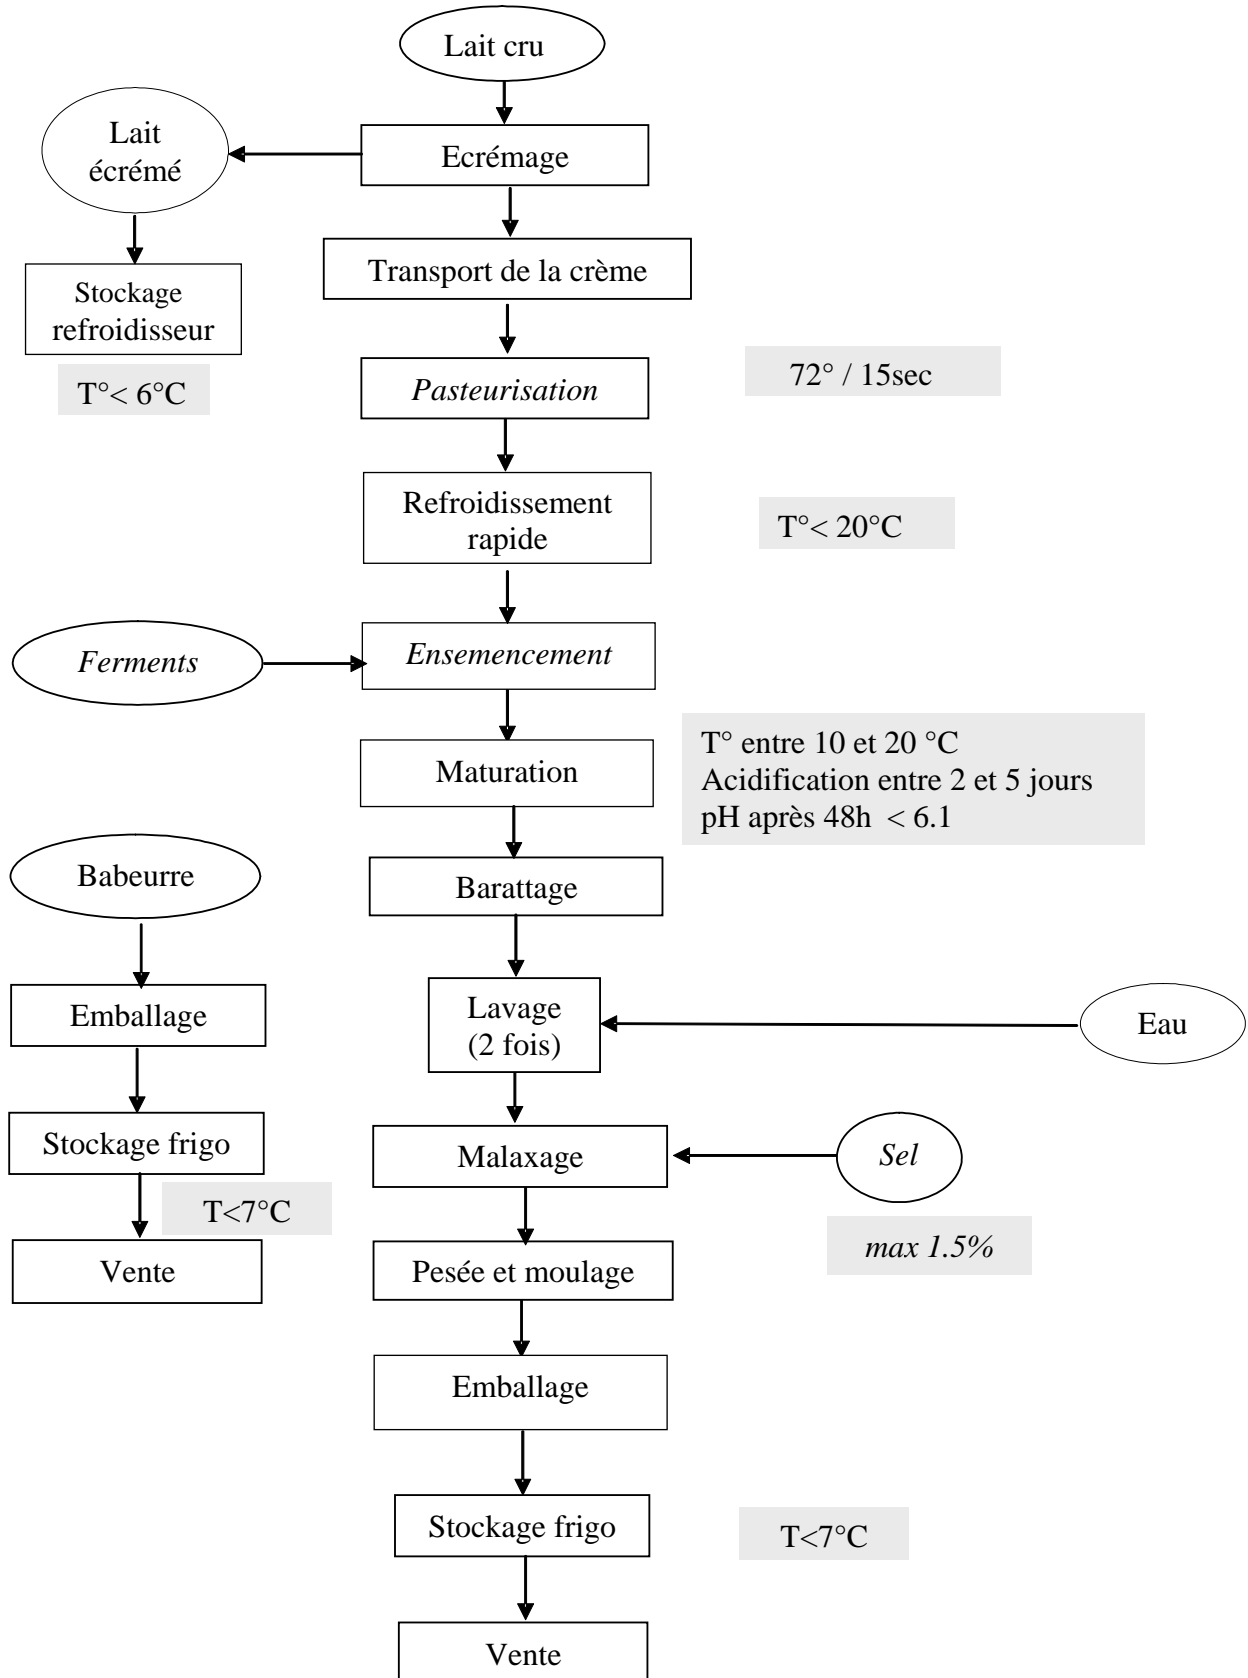 Lait cru
Lait
écrémé
Ecrémage
Transport de la crème
Stockage
refroidisseur
T°< 6°C
Pasteurisation
72° / 15sec
Refroidissement
rapide
T°< 20°C
Ferments
Ensemencement
Maturation
T° entre 10 et 20 °C
Acidification entre 2 et 5 jours
pH après 48h < 6.1
Babeurre
Barattage
Emballage
Lavage
(2 fois)
Eau
Stockage frigo
Malaxage
Sel
T<7°C
max 1.5%
Vente
Pesée et moulage
Emballage
Stockage frigo
T<7°C
Vente